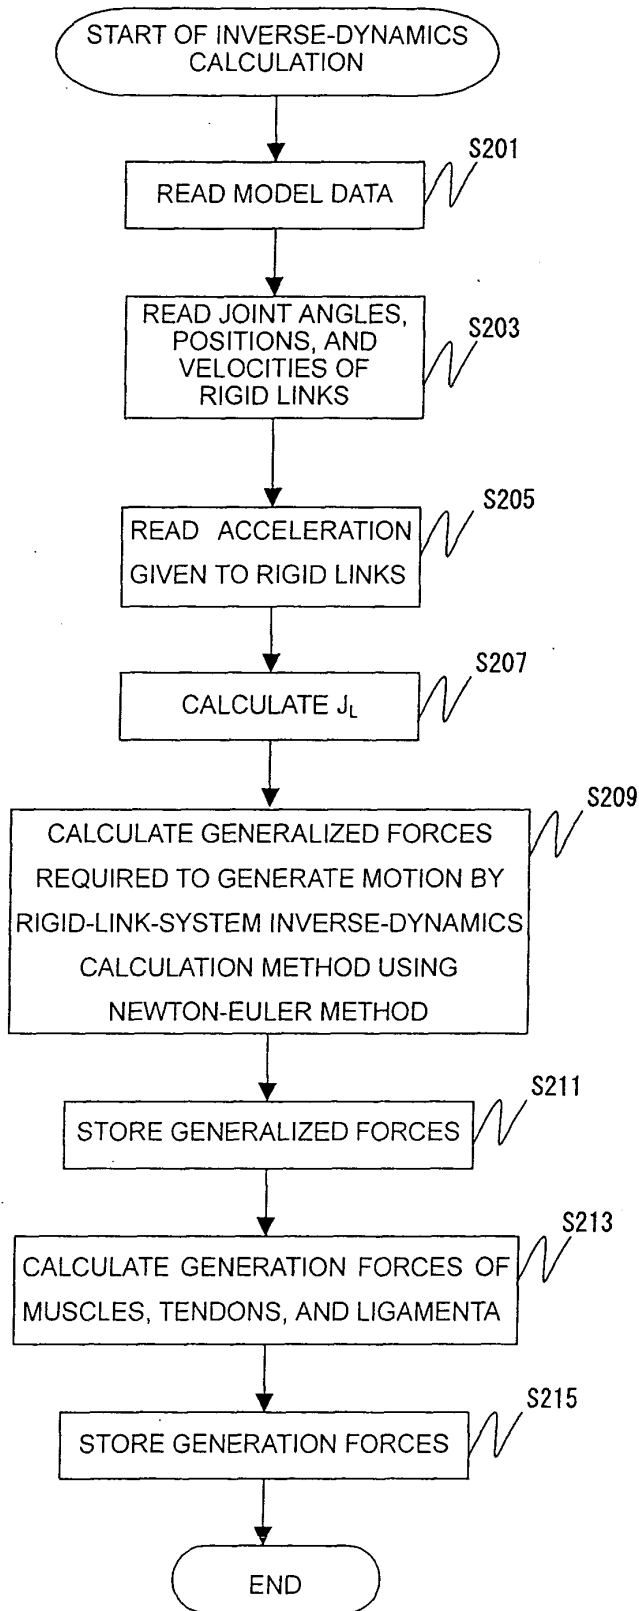 START OF INVERSE-DYNAMICS
CALCULATION
S201
READ MODEL DATA
S203
READ JOINT ANGLES,
POSITIONS, AND
VELOCITIES OF
RIGID LINKS
S205
READ ACCELERATION
GIVEN TO RIGID LINKS
S207
CALCULATE JL
S209
CALCULATE GENERALIZED FORCES
REQUIRED TO GENERATE MOTION BY
RIGID-LINK-SYSTEM INVERSE-DYNAMICS
CALCULATION METHOD USING
NEWTON-EULER METHOD
S211
STORE GENERALIZED FORCES
S213
CALCULATE GENERATION FORCES OF
MUSCLES, TENDONS, AND LIGAMENTA
S215
STORE GENERATION FORCES
END